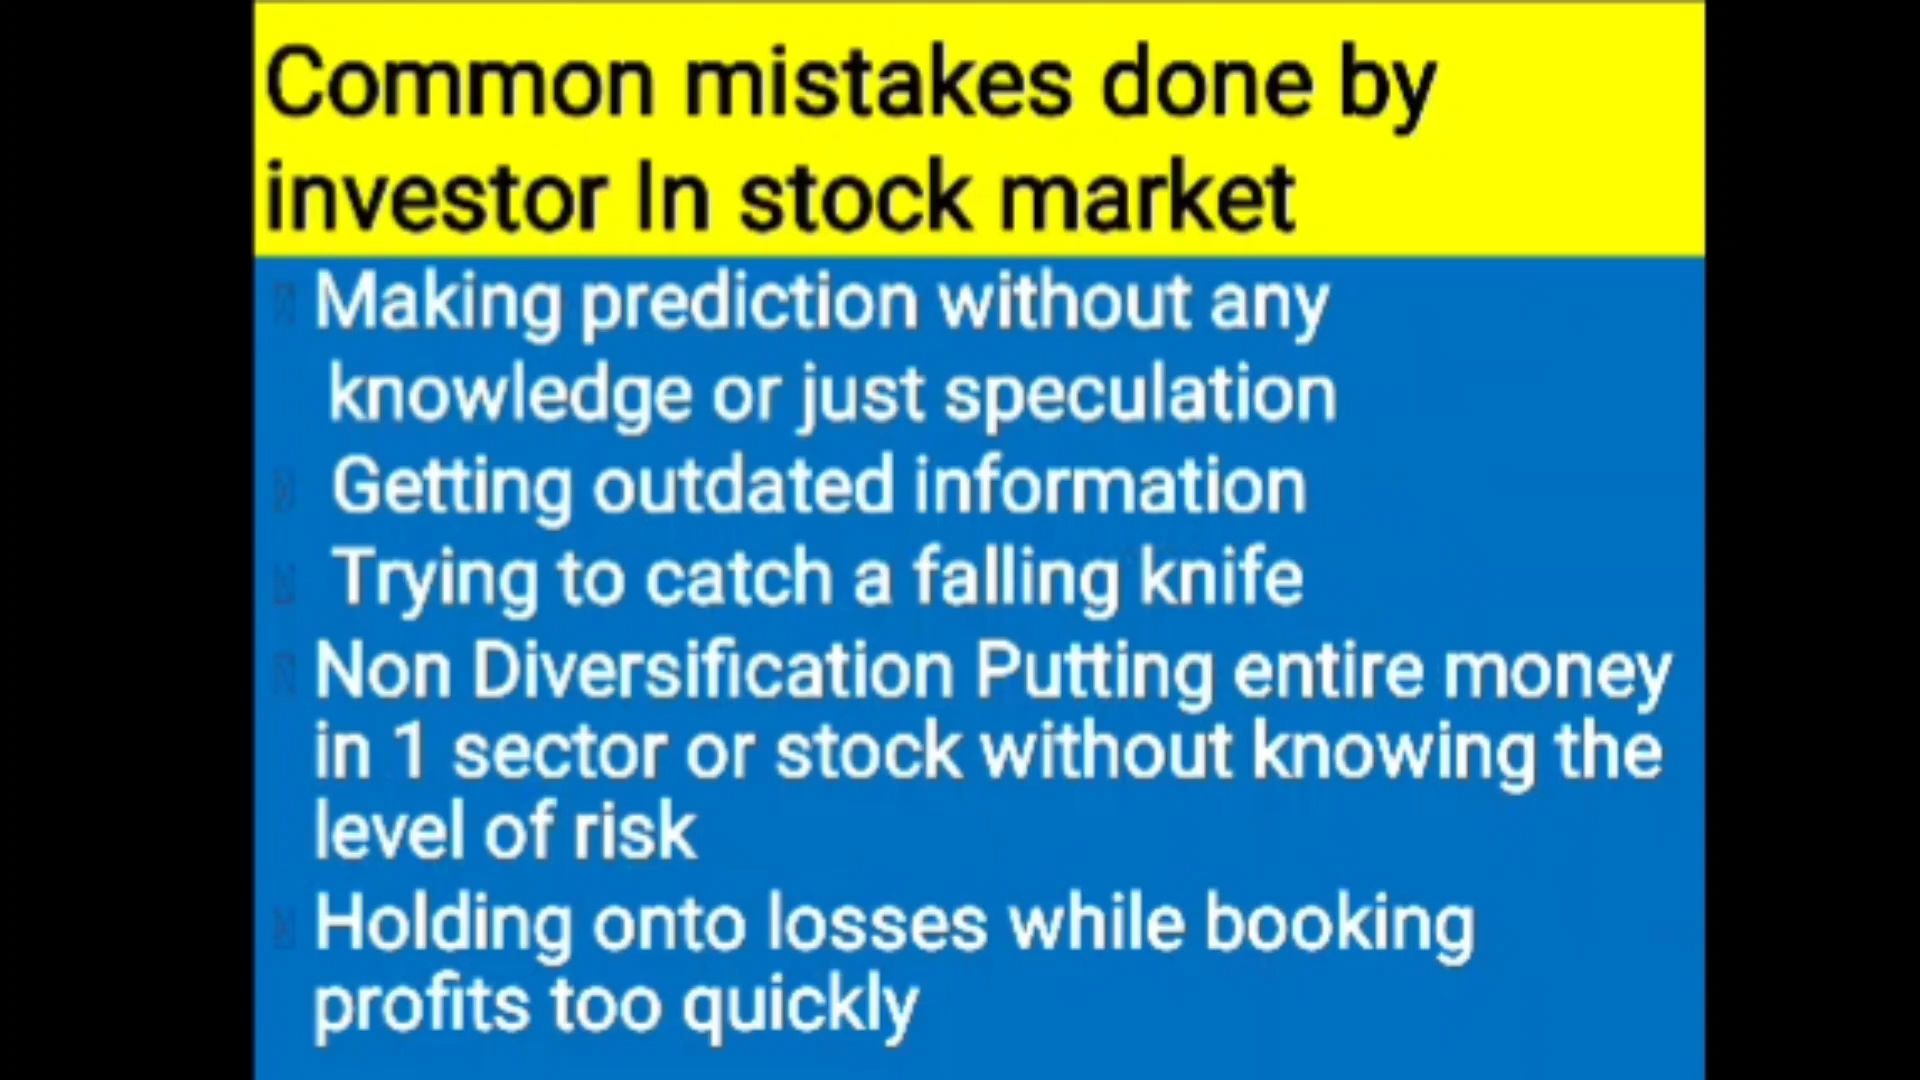 Common mistakes done by
investor In stock market
Making prediction without any
knowledge or just speculation
Getting outdated information
Trying to catch a falling knife
Non Diversification Putting entire money
in 1 sector or stock without knowing the
level of risk
Holding onto losses while booking
profits too quickly